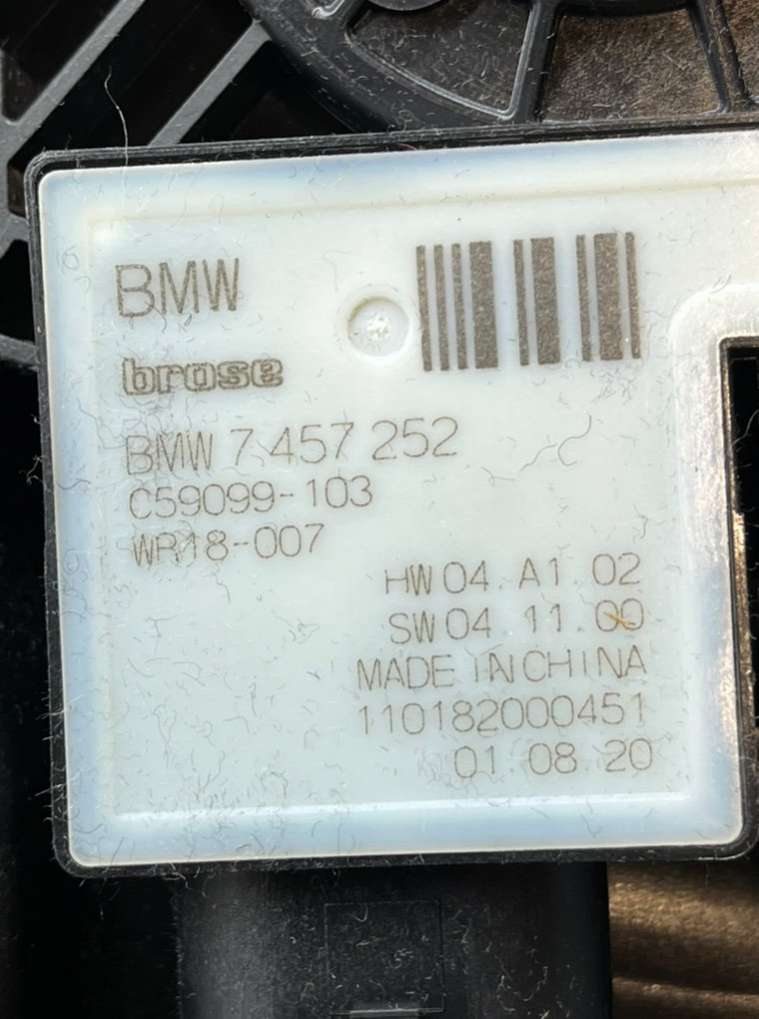 BMW
brose
BMW 7 457 252
C59099-103
WR18-007
HW 04. A1. 02
SW 04. 11. 00
MADE IN CHINA
110182000451
01. 08. 20